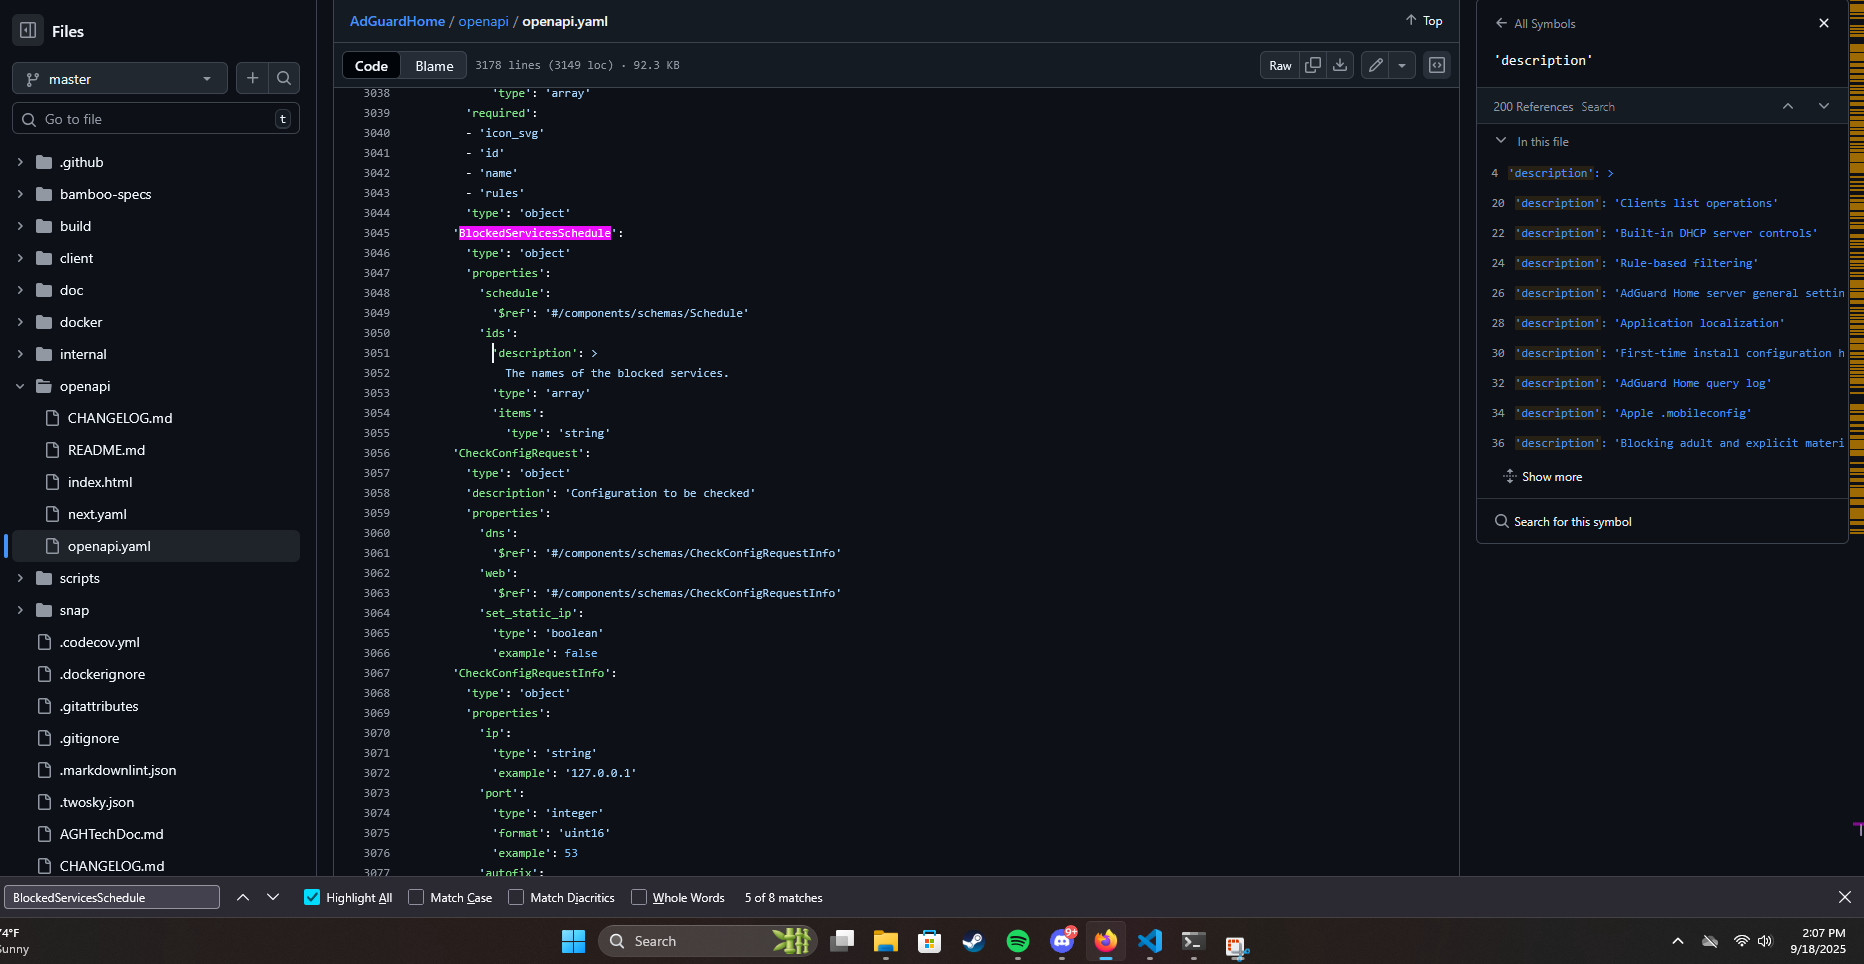 Files
master
Go to file
t
.github
bamboo-specs
build
client
doc
docker
internal
openapi
CHANGELOG.md
README.md
index.html
next.yaml
openapi.yaml
scripts
snap
.codecov.yml
.dockerignore
.gitattributes
.gitignore
.markdownlint.json
.twosky.json
AGHTechDoc.md
CHANGELOG.md
AdGuardHome / openapi / openapi.yaml
Top
Code Blame 3178 lines (3149 loc) · 92.3 KB
Raw
3038 'type': 'array'
3039 'required':
3040 - 'icon_svg'
3041 - 'id'
3042 - 'name'
3043 - 'rules'
3044 'type': 'object'
3045 'BlockedServicesSchedule':
3046 'type': 'object'
3047 'properties':
3048 'schedule':
3049 '$ref': '#/components/schemas/Schedule'
3050 'ids':
3051 'description': >
3052 The names of the blocked services.
3053 'type': 'array'
3054 'items':
3055 'type': 'string'
3056 'CheckConfigRequest':
3057 'type': 'object'
3058 'description': 'Configuration to be checked'
3059 'properties':
3060 'dns':
3061 '$ref': '#/components/schemas/CheckConfigRequestInfo'
3062 'web':
3063 '$ref': '#/components/schemas/CheckConfigRequestInfo'
3064 'set_static_ip':
3065 'type': 'boolean'
3066 'example': false
3067 'CheckConfigRequestInfo':
3068 'type': 'object'
3069 'properties':
3070 'ip':
3071 'type': 'string'
3072 'example': '127.0.0.1'
3073 'port':
3074 'type': 'integer'
3075 'format': 'uint16'
3076 'example': 53
3077 'autofix':
All Symbols
'description'
200 References Search
In this file
4 'description': >
20 'description': 'Clients list operations'
22 'description': 'Built-in DHCP server controls'
24 'description': 'Rule-based filtering'
26 'description': 'AdGuard Home server general settin
28 'description': 'Application localization'
30 'description': 'First-time install configuration h
32 'description': 'AdGuard Home query log'
34 'description': 'Apple .mobileconfig'
36 'description': 'Blocking adult and explicit materi
Show more
Search for this symbol
BlockedServicesSchedule
Highlight All
Match Case
Match Diacritics
Whole Words
5 of 8 matches
4°F
Sunny
Search
9+
2:07 PM
9/18/2025